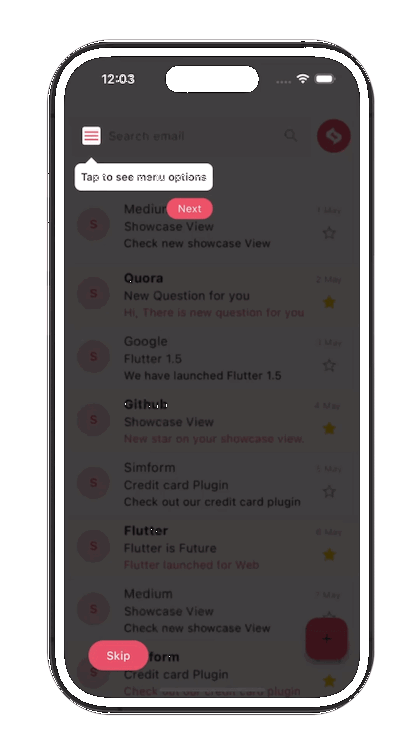 12:03
Search email
Tap to see menu options
Next
Medium
1 May
S
Showcase View
Check new showcase View
Quora
2 May
S
New Question for you
Hi, There is new question for you
Google
3 May
S
Flutter 1.5
We have launched Flutter 1.5
Github
4 May
S
Showcase View
New star on your showcase view.
Simform
5 May
S
Credit card Plugin
Check out our credit card plugin
Flutter
6 May
S
Flutter is Future
Flutter launched for Web
Medium
7 May
S
Showcase View
Check new showcase View
+
Skip
form
Credit card Plugin
Check out our credit card plugin